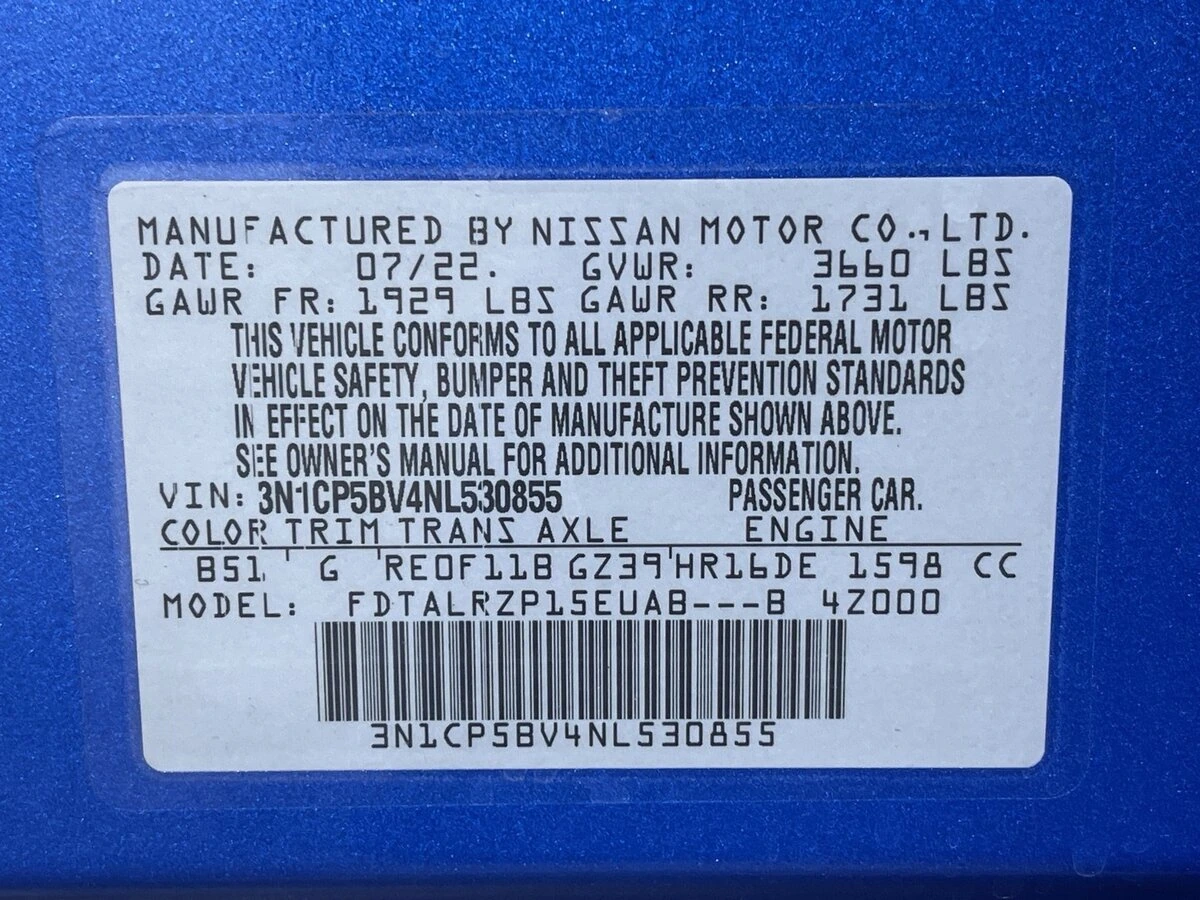 MANUFACTURED BY NISSAN MOTOR CO., LTD.
DATE: 07/22. GVWR: 3660 LBS
GAWR FR: 1929 LBS GAWR RR: 1731 LBS
THIS VEHICLE CONFORMS TO ALL APPLICABLE FEDERAL MOTOR
VEHICLE SAFETY, BUMPER AND THEFT PREVENTION STANDARDS
IN EFFECT ON THE DATE OF MANUFACTURE SHOWN ABOVE.
SEE OWNER'S MANUAL FOR ADDITIONAL INFORMATION.
VIN: 3N1CP5BV4NL530855 PASSENGER CAR.
COLOR TRIM TRANS AXLE ENGINE
B51 G RE0F11B GZ39 HR16DE 1598 CC
MODEL: FDTALRZP15EUAB---B 4Z000
3N1CP5BV4NL530855